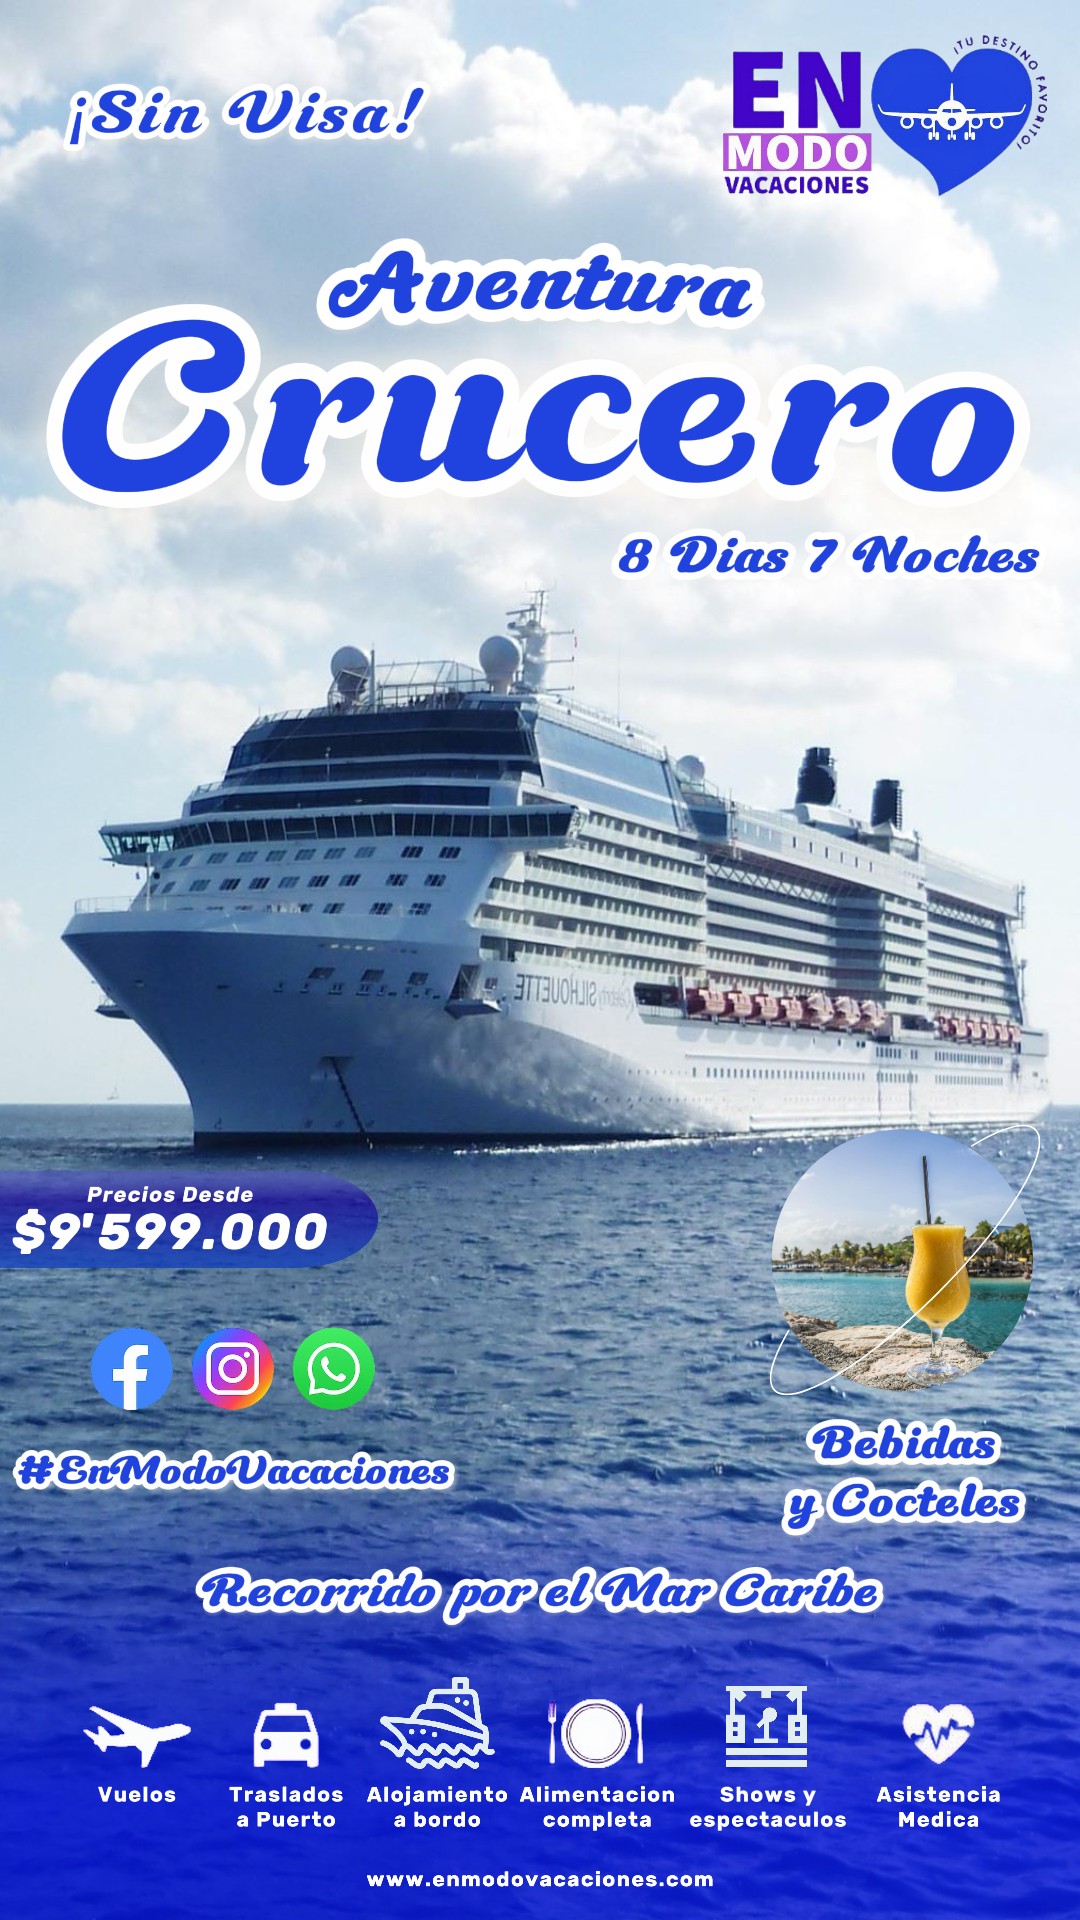 ¡Sin Visa!
EN
MODO
VACACIONES
¡TU DESTINO FAVORITO!
Aventura
Crucero
8 Dias 7 Noches
Celebrity SILHOUETTE
Precios Desde
$9'599.000
#EnModoVacaciones
Bebidas
y Cocteles
Recorrido por el Mar Caribe
Vuelos
Traslados
a Puerto
Alojamiento
a bordo
Alimentacion
completa
Shows y
espectaculos
Asistencia
Medica
www.enmodovacaciones.com